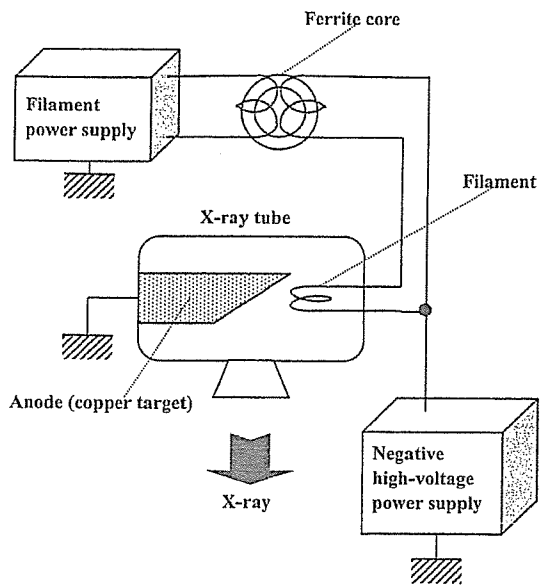 Ferrite core
Filament
power supply
Filament
X-ray tube
Anode (copper target)
Negative
high-voltage
power supply
X-ray